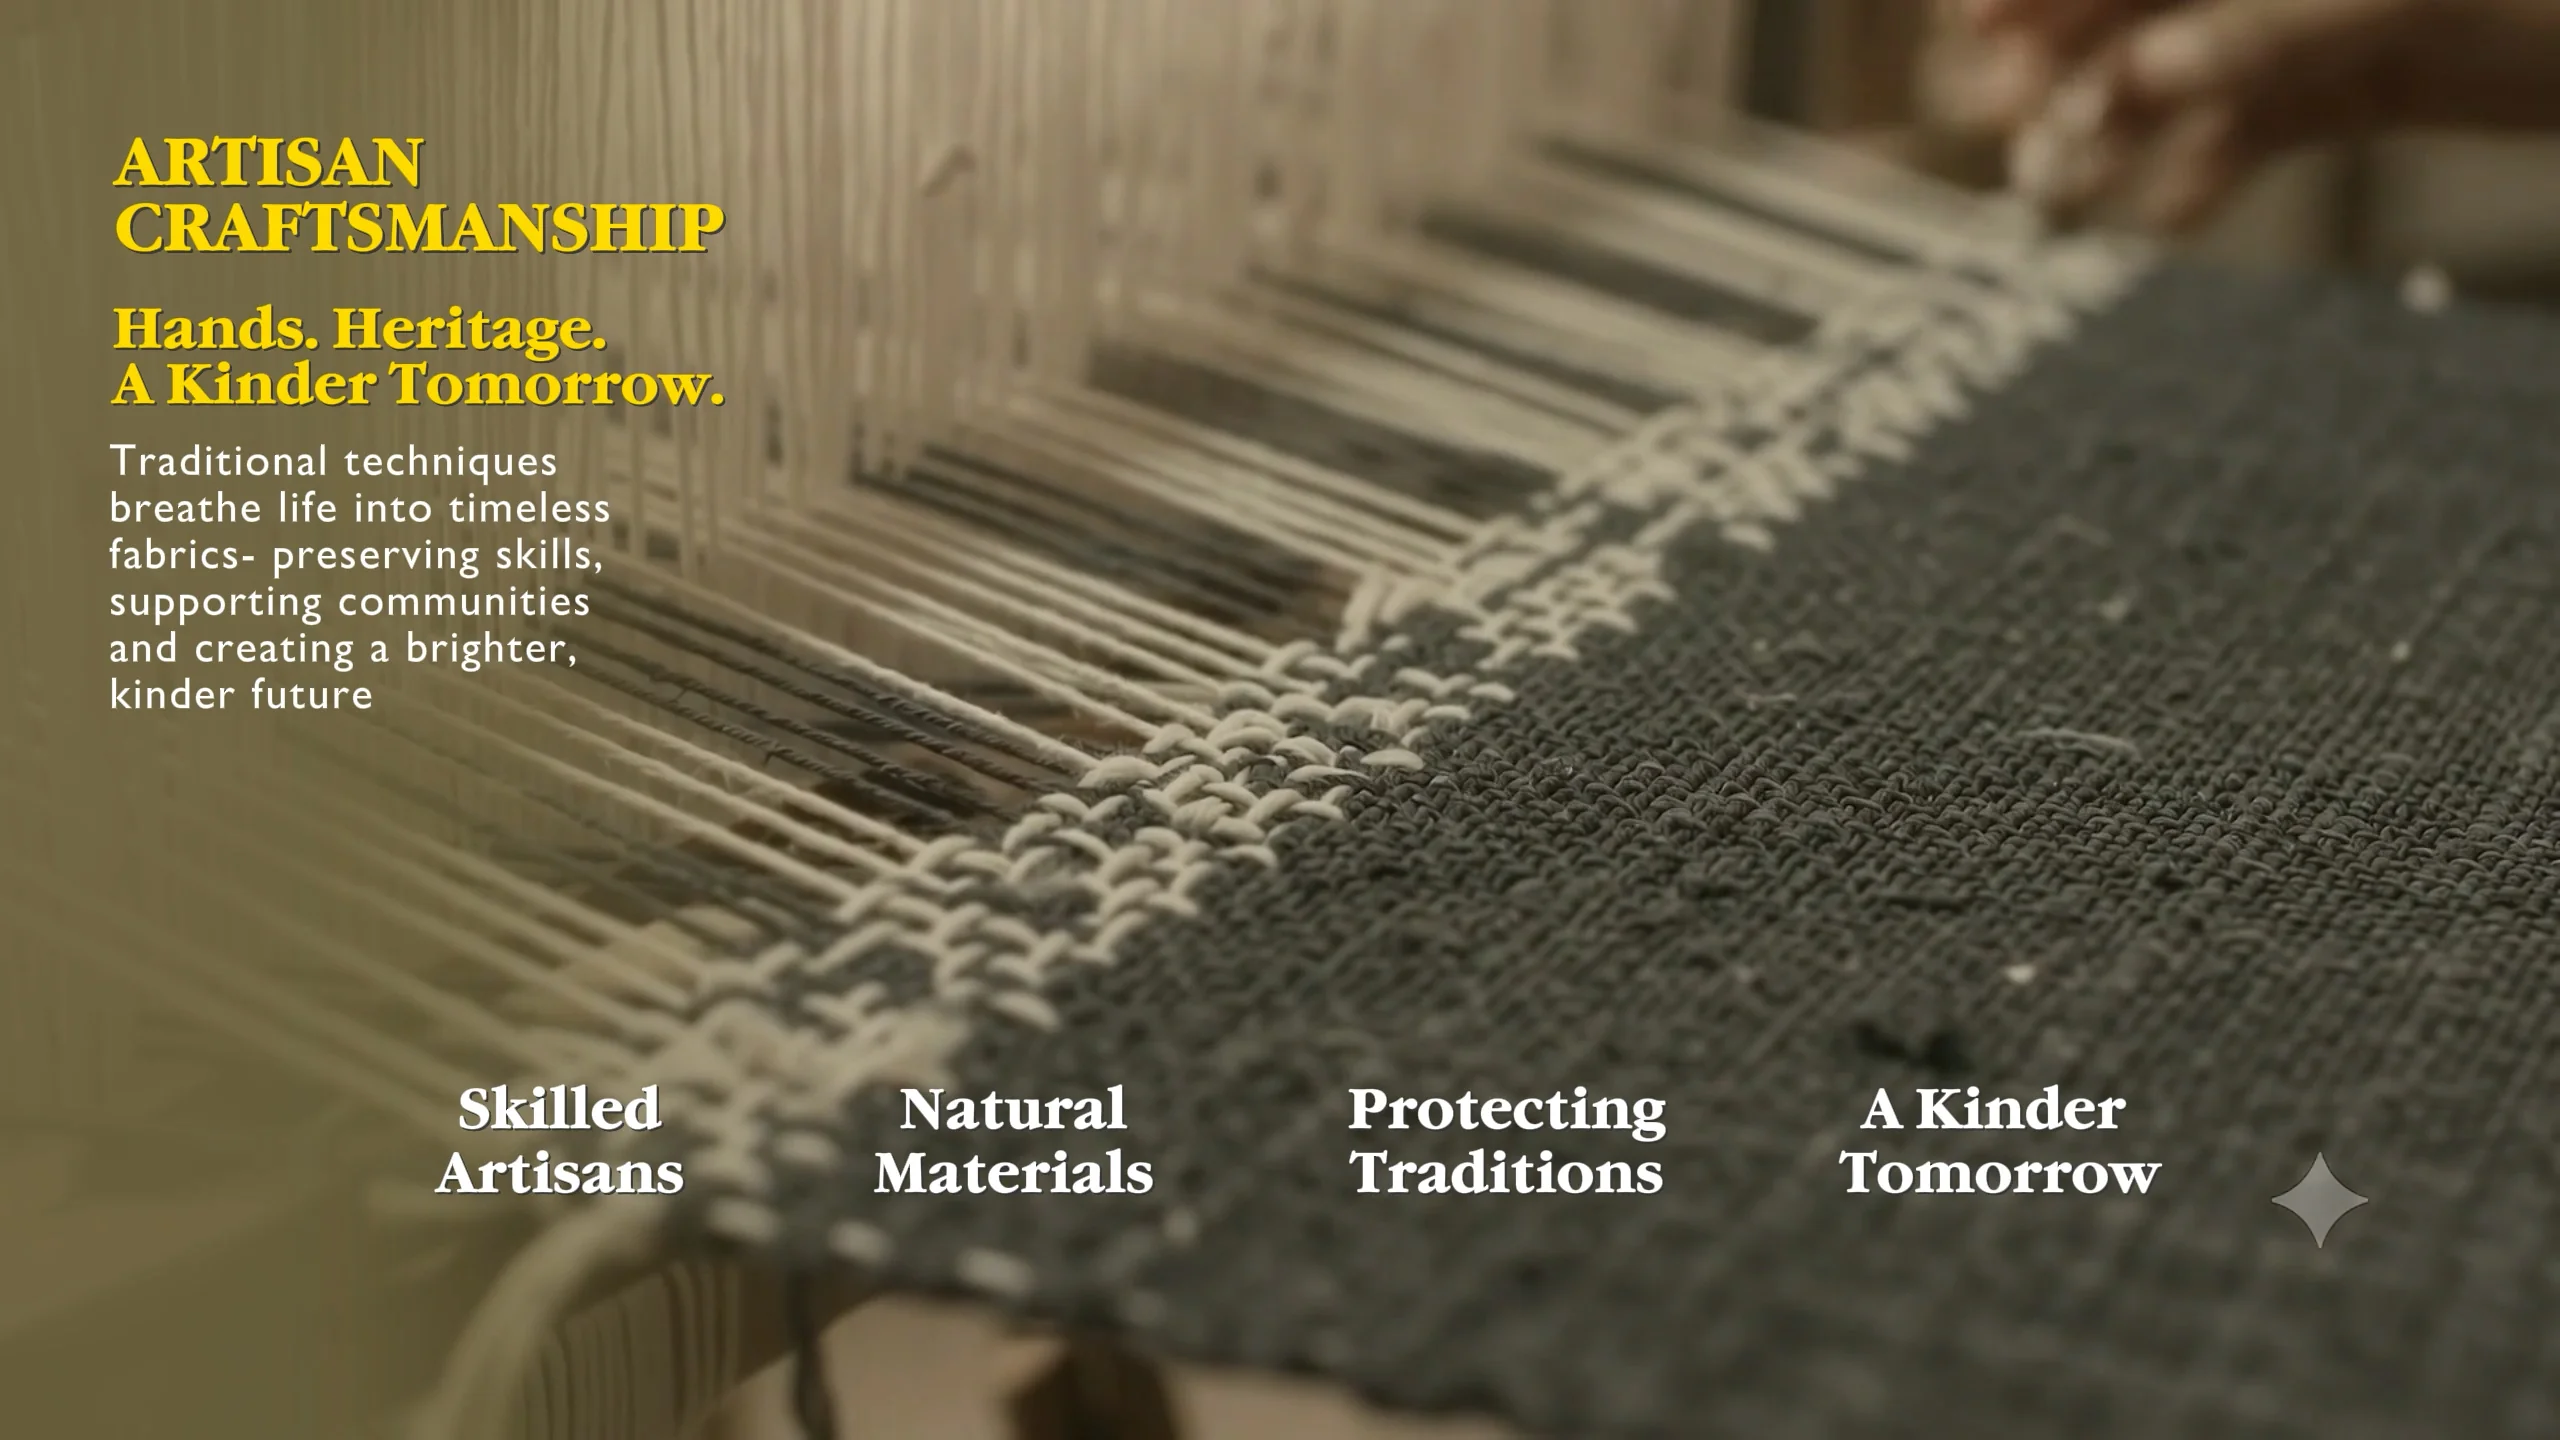 ARTISAN
CRAFTSMANSHIP
Hands. Heritage.
A Kinder Tomorrow.
Traditional techniques
breathe life into timeless
fabrics- preserving skills,
supporting communities
and creating a brighter,
kinder future
Skilled
Artisans
Natural
Materials
Protecting
Traditions
A Kinder
Tomorrow